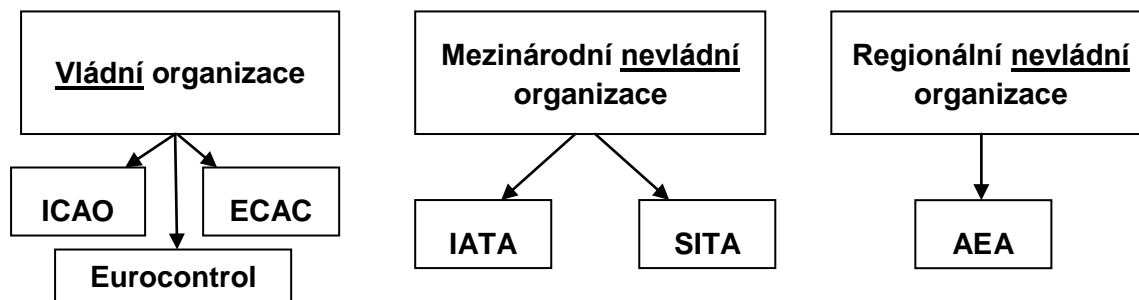 Vládní organizace
ICAO
ECAC
Eurocontrol
Mezinárodní nevládní
organizace
IATA
SITA
Regionální nevládní
organizace
AEA